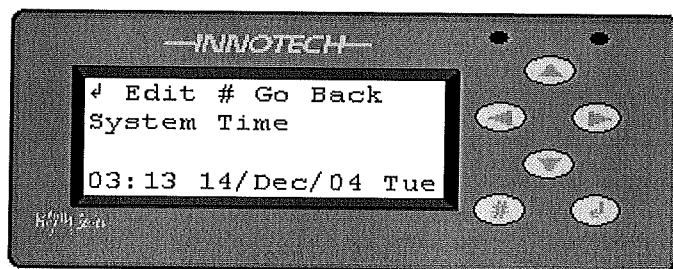 INNOTECH
↲ Edit # Go Back
System Time
03:13 14/Dec/04 Tue
#
↲